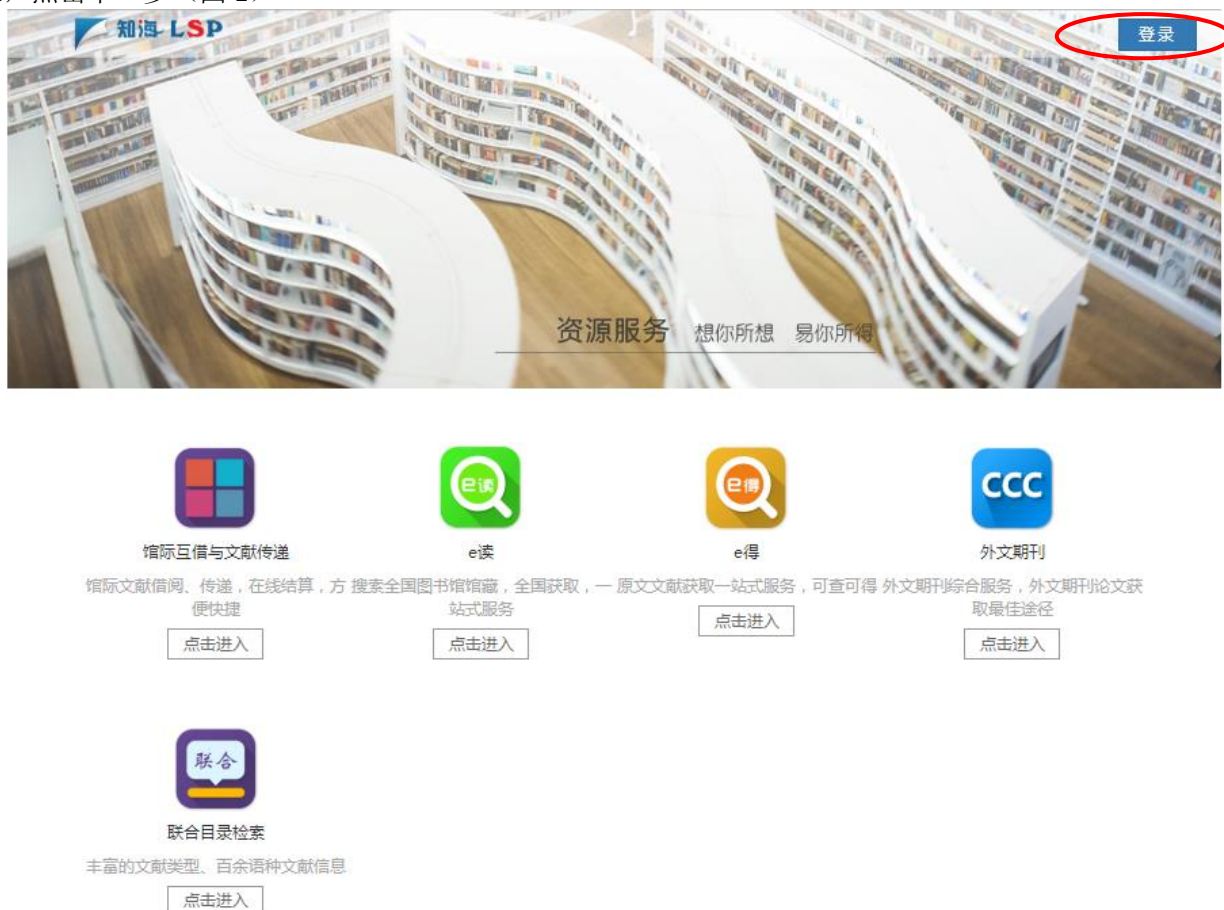 知海 LSP
登录
资源服务 想你所想 易你所得
e读
e得
CCC
馆际互借与文献传递
e读
e得
外文期刊
馆际文献借阅、传递，在线结算，方便快捷
搜索全国图书馆馆藏，全国获取，一站式服务
原文文献获取一站式服务，可查可得
外文期刊综合服务，外文期刊论文获取最佳途径
点击进入
点击进入
点击进入
点击进入
联合
联合目录检索
丰富的文献类型、百余语种文献信息
点击进入